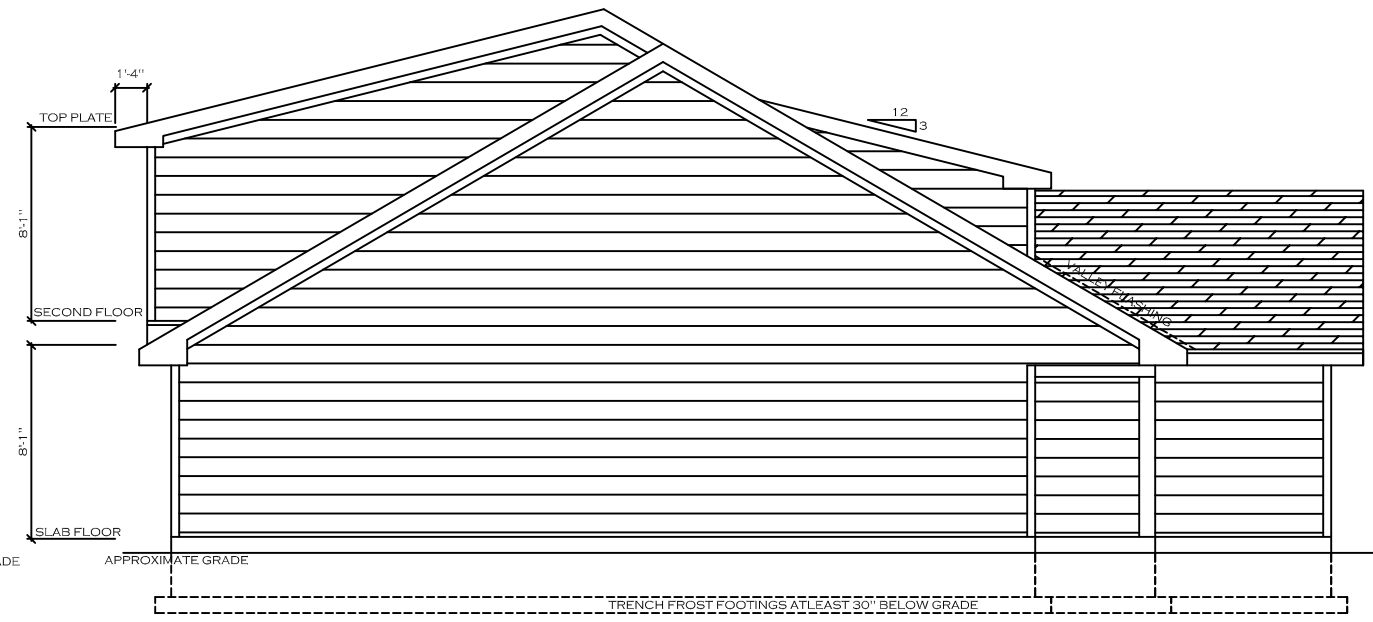 1'-4"
TOP PLATE
12
3
8'-1"
VALLEY FLASHING
SECOND FLOOR
8'-1"
SLAB FLOOR
ADE
APPROXIMATE GRADE
TRENCH FROST FOOTINGS ATLEAST 30" BELOW GRADE